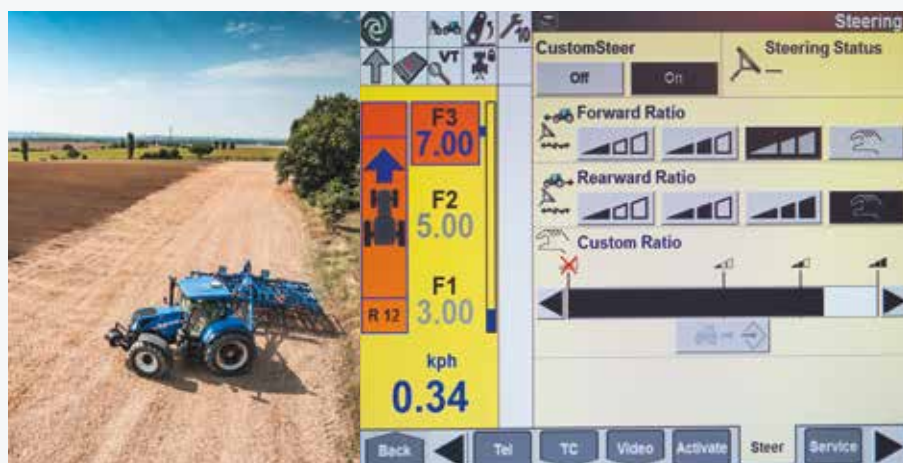 Steering
10
VT
CustomSteer
Off
On
Steering Status
F3
7.00
F2
5.00
F1
3.00
R 12
kph
0.34
Forward Ratio
Rearward Ratio
Custom Ratio
Back
Tel
TC
Video
Activate
Steer
Service